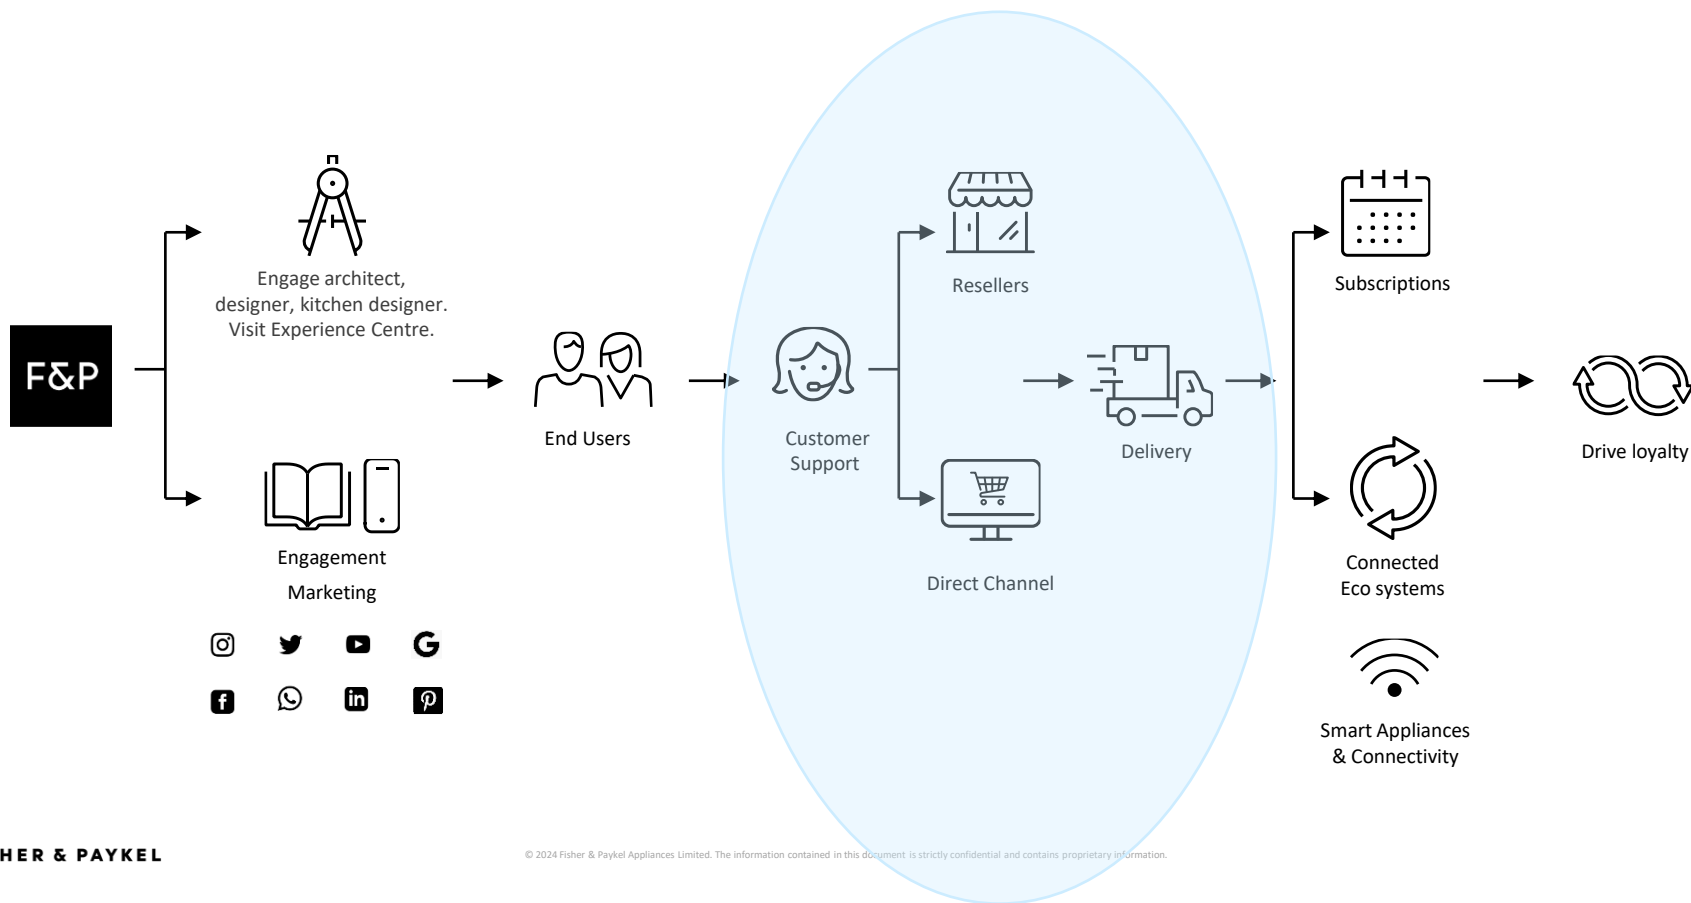 F&P
Engage architect,
designer, kitchen designer.
Visit Experience Centre.
Engagement
Marketing
End Users
Customer
Support
Resellers
Direct Channel
Delivery
Subscriptions
Connected
Eco systems
Smart Appliances
& Connectivity
Drive loyalty
HER & PAYKEL
© 2024 Fisher & Paykel Appliances Limited. The information contained in this document is strictly confidential and contains proprietary information.